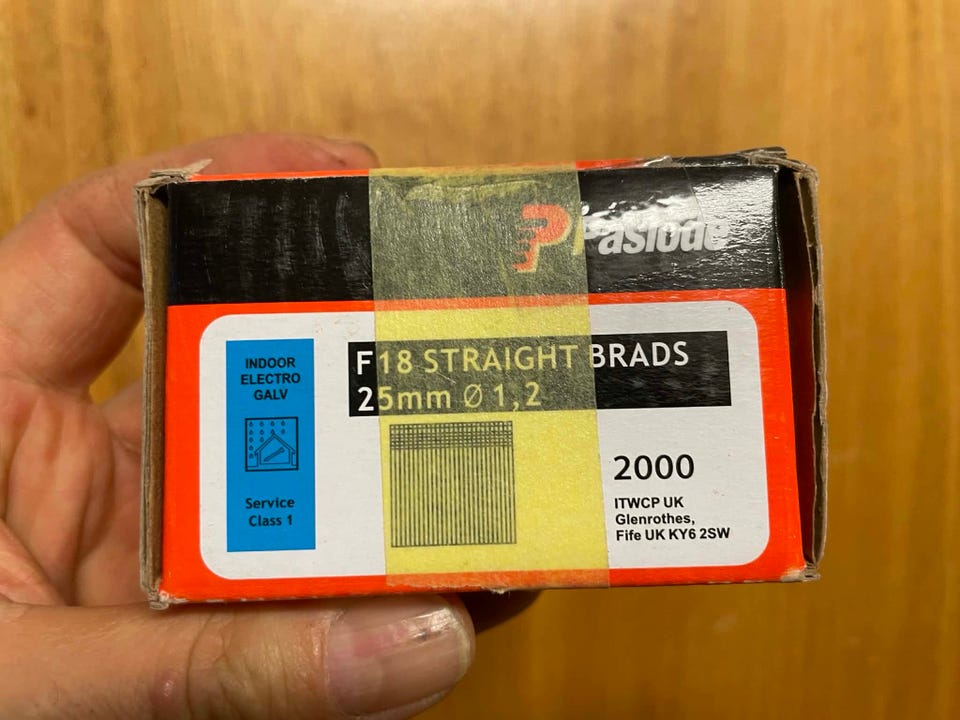 Paslode
F18 STRAIGHT BRADS
25mm Ø 1,2
INDOOR
ELECTRO
GALV
Service
Class 1
2000
ITWCP UK
Glenrothes,
Fife UK KY6 2SW